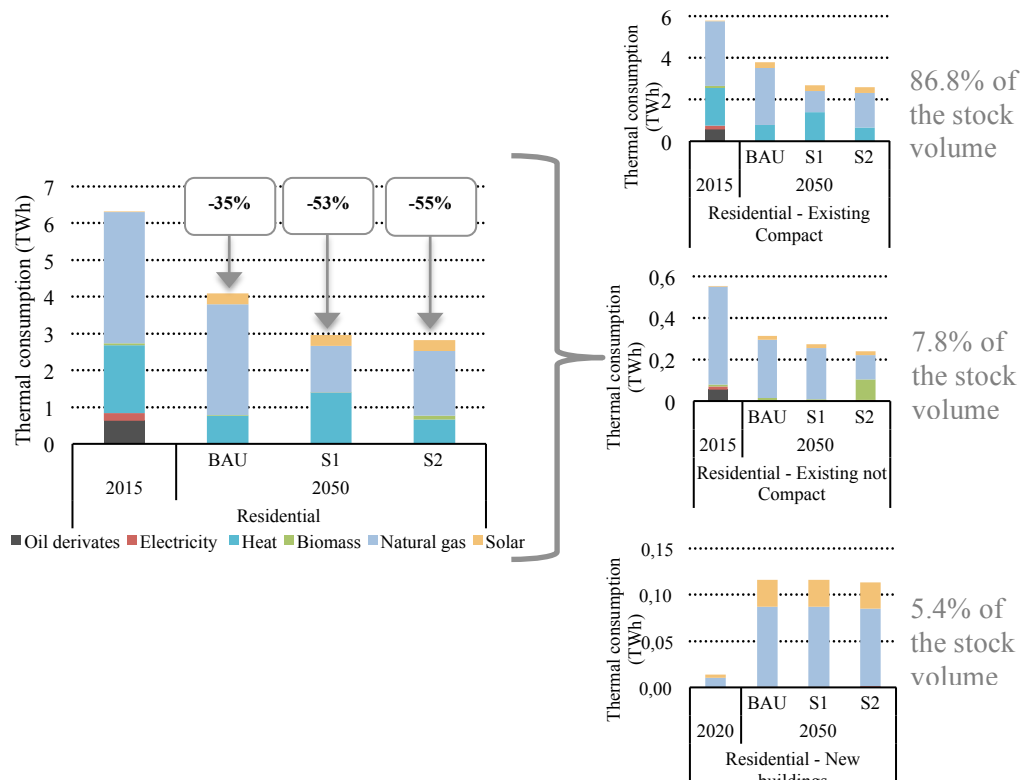 Thermal consumption (TWh)
7
6
5
4
3
2
1
0
-35%
-53%
-55%
BAU
S1
S2
2015
2050
Residential
Oil derivates
Electricity
Heat
Biomass
Natural gas
Solar
Thermal consumption
(TWh)
6
4
2
0
BAU
S1
S2
2015
2050
Residential - Existing
Compact
86.8% of
the stock
volume
Thermal consumption
(TWh)
0,6
0,4
0,2
0
BAU
S1
S2
2015
2050
Residential - Existing not
Compact
7.8% of
the stock
volume
Thermal consumption
(TWh)
0,15
0,10
0,05
0,00
BAU
S1
S2
2020
2050
Residential - New
buildings
5.4% of
the stock
volume